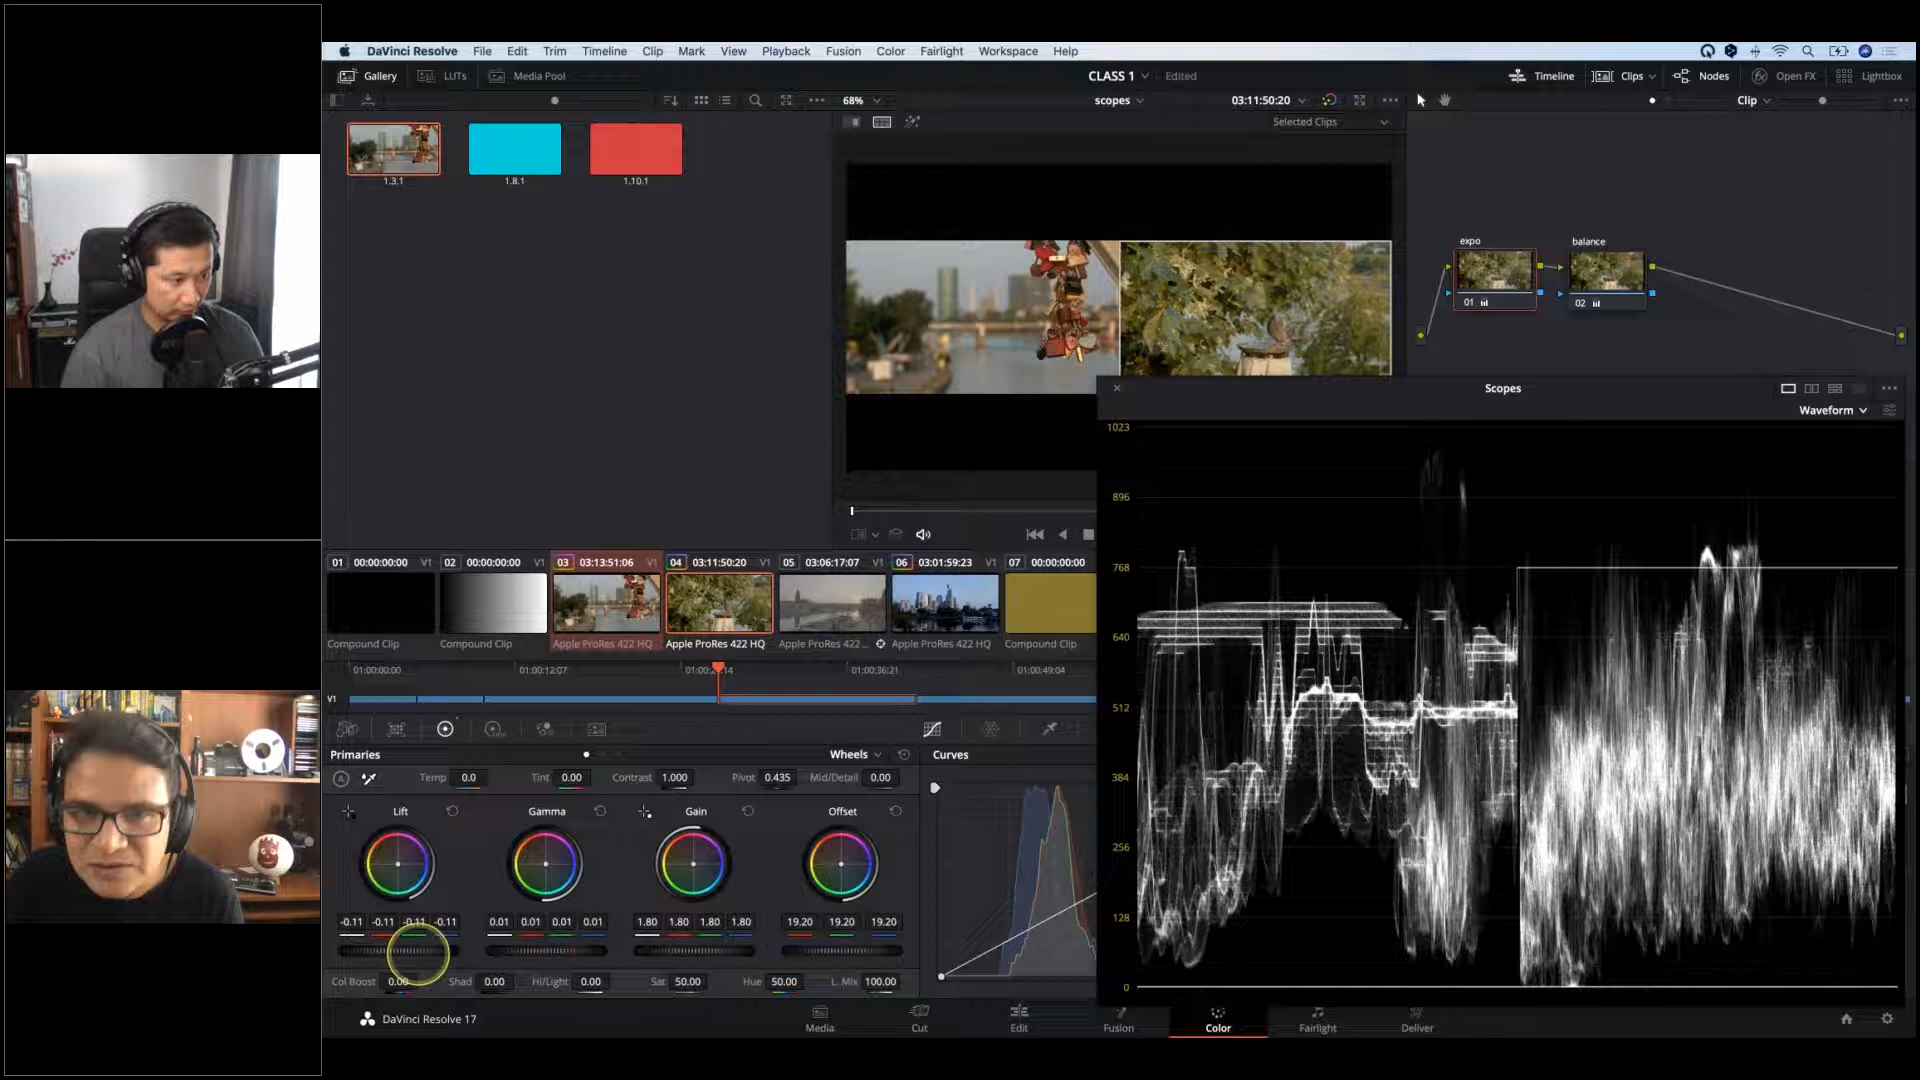 DaVinci Resolve File Edit Trim Timeline Clip Mark View Playback Fusion Color Fairlight Workspace Help
Gallery LUTs Media Pool CLASS 1 Edited Timeline Clips Nodes Open FX Lightbox
68% scopes 03:11:50:20 Clip
Selected Clips
1.3.1 1.8.1 1.10.1
expo balance
01 02
Scopes
Waveform
1023
896
768
640
512
384
256
128
0
01 00:00:00:00 V1 02 00:00:00:00 V1 03 03:13:51:06 V1 04 03:11:50:20 V1 05 03:06:17:07 V1 06 03:01:59:23 V1 07 00:00:00:00
Compound Clip Compound Clip Apple ProRes 422 HQ Apple ProRes 422 HQ Apple ProRes 422 ... Apple ProRes 422 HQ Compound Clip
01:00:00:00 01:00:12:07 01:00:36:21 01:00:49:04
V1
Primaries Wheels Curves
A Temp 0.0 Tint 0.00 Contrast 1.000 Pivot 0.435 Mid/Detail 0.00
Lift Gamma Gain Offset
-0.11 -0.11 -0.11 -0.11 0.01 0.01 0.01 0.01 1.80 1.80 1.80 1.80 19.20 19.20 19.20
Col Boost 0.00 Shad 0.00 Hi/Light 0.00 Sat 50.00 Hue 50.00 L. Mix 100.00
DaVinci Resolve 17 Media Cut Edit Fusion Color Fairlight Deliver